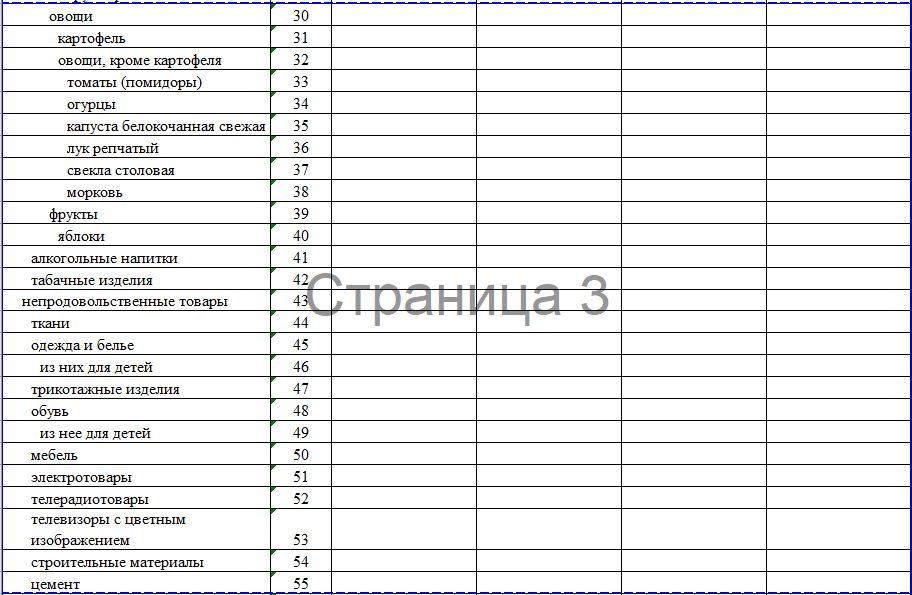 овощи 30
картофель 31
овощи, кроме картофеля 32
томаты (помидоры) 33
огурцы 34
капуста белокочанная свежая 35
лук репчатый 36
свекла столовая 37
морковь 38
фрукты 39
яблоки 40
алкогольные напитки 41
табачные изделия 42
непродовольственные товары 43
Страница 3
ткани 44
одежда и белье 45
из них для детей 46
трикотажные изделия 47
обувь 48
из нее для детей 49
мебель 50
электротовары 51
телерадиотовары 52
телевизоры с цветным
изображением 53
строительные материалы 54
цемент 55